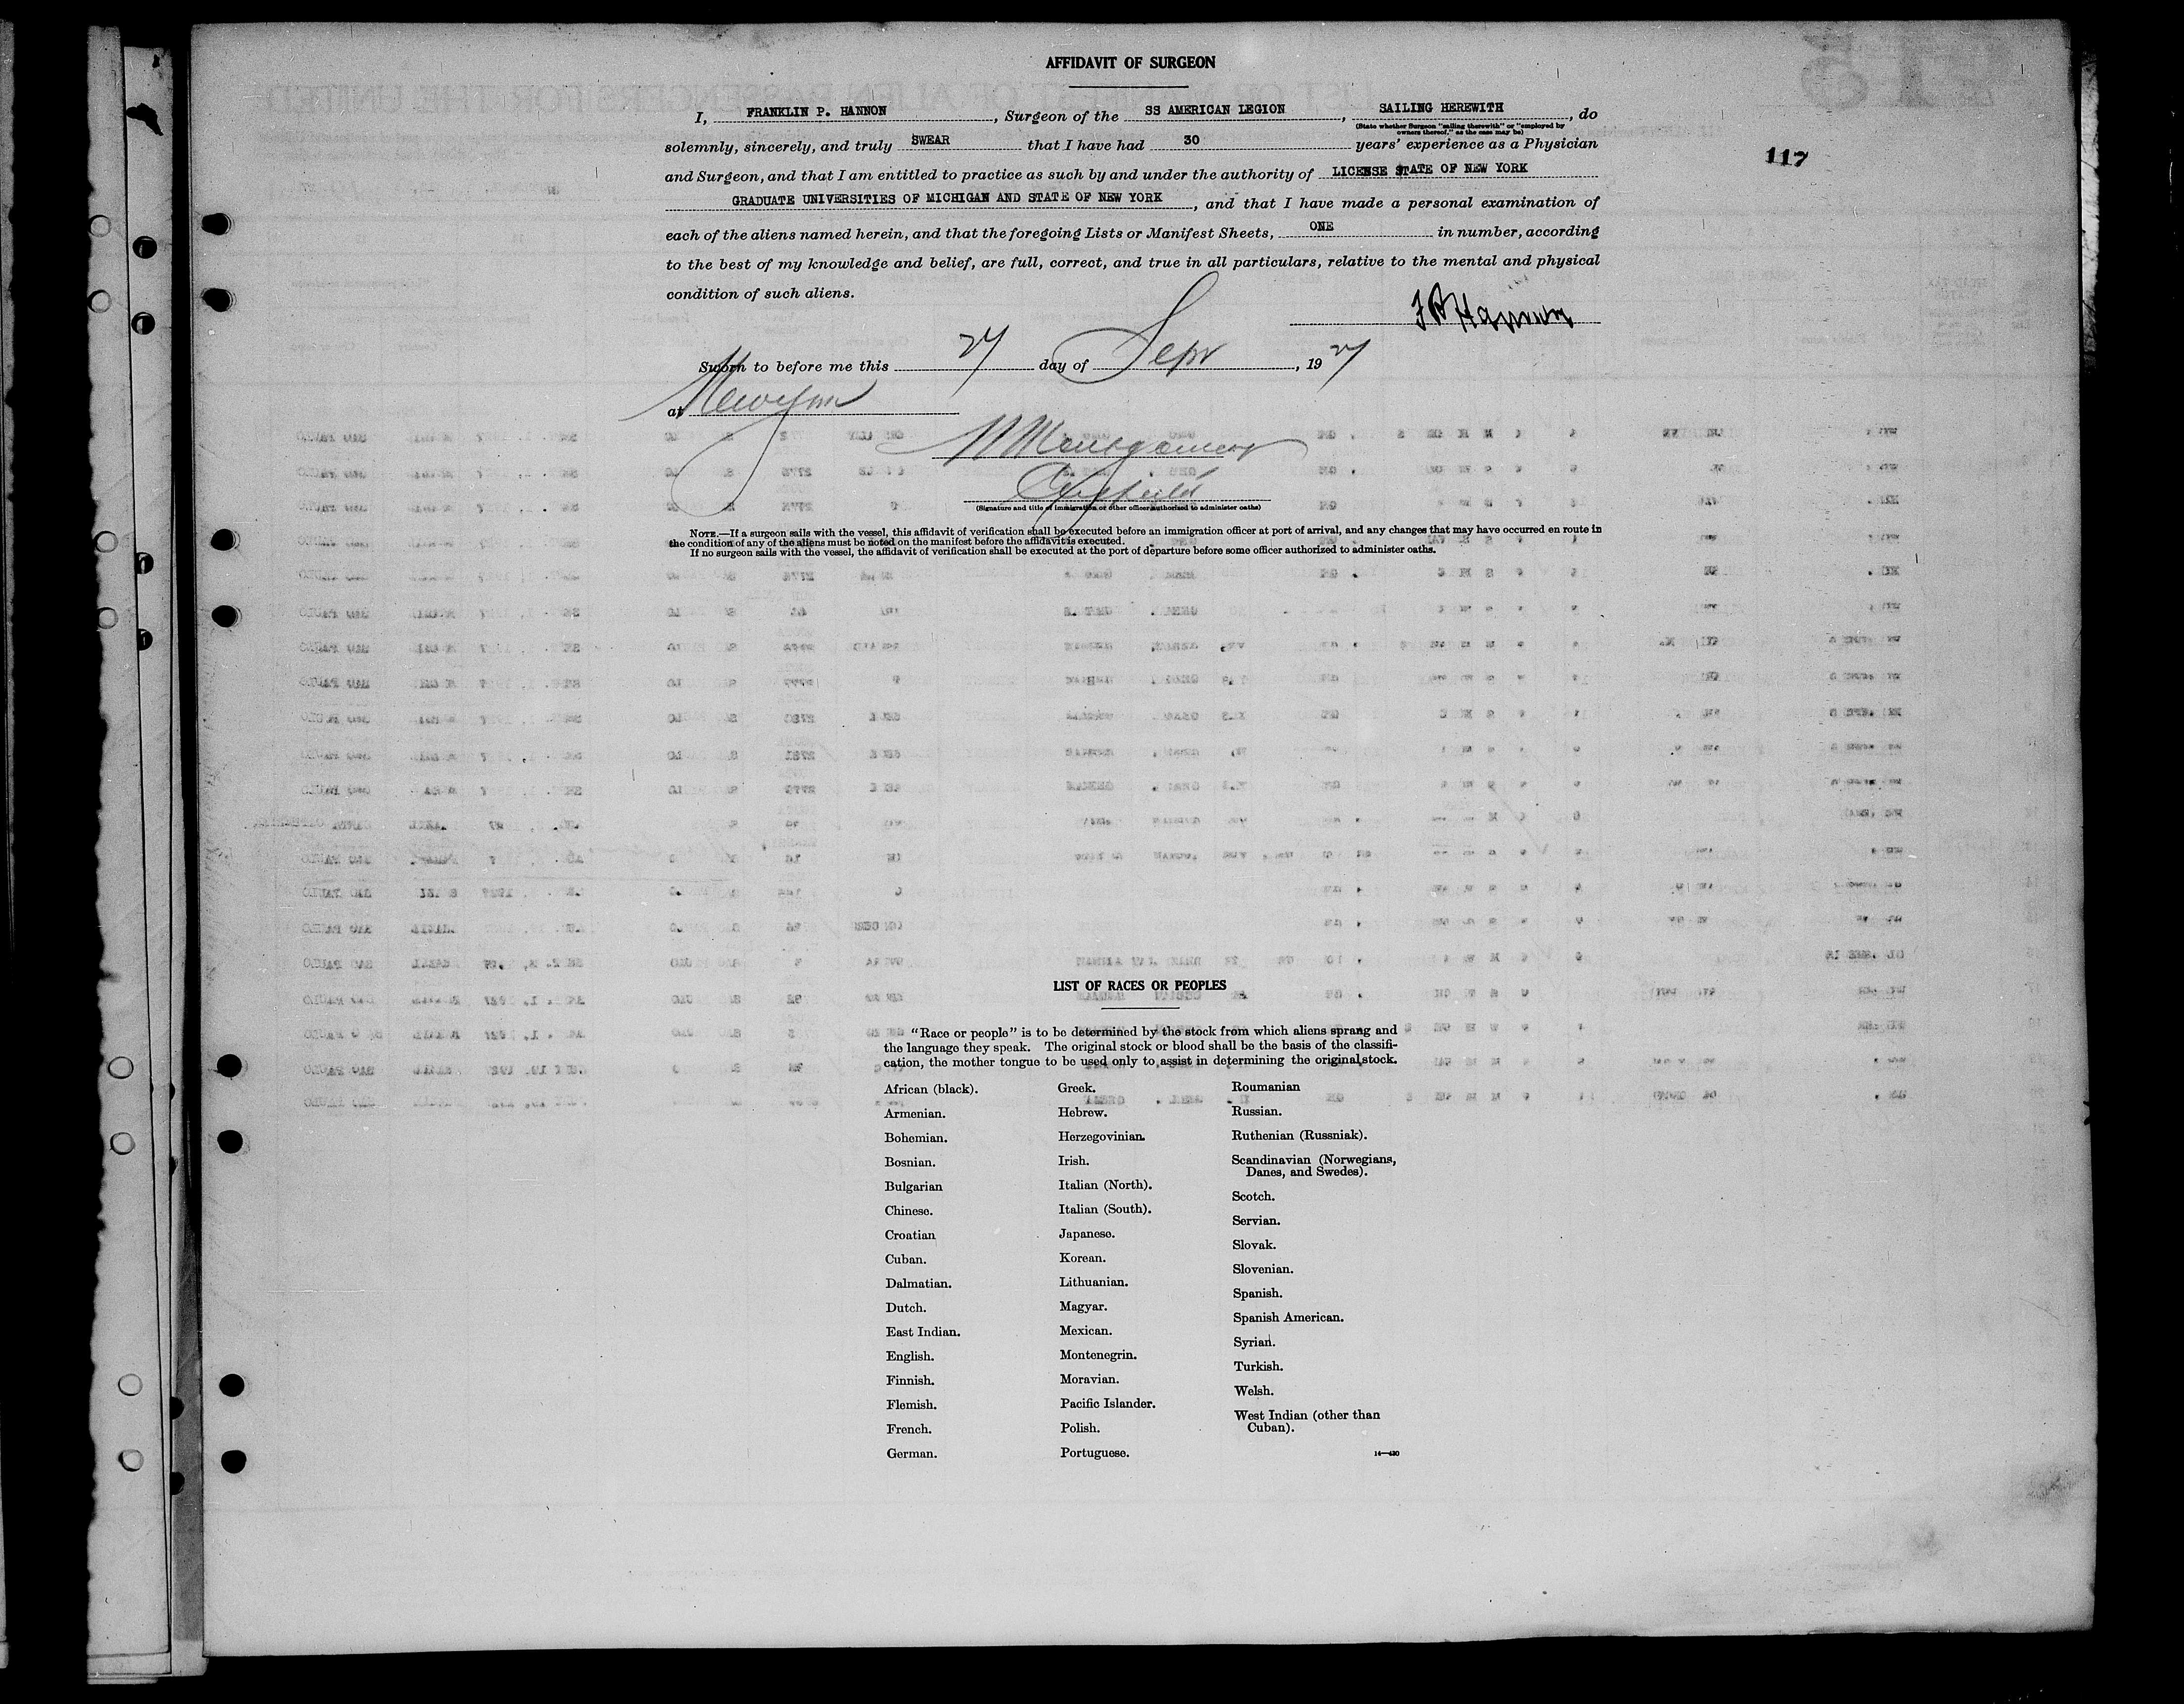 AFFIDAVIT OF SURGEON
I, FRANKLIN P. HANNON, Surgeon of the SS AMERICAN LEGION, SAILING HEREWITH, do
(State whether Surgeon "sailing therewith" or "employed by
owners thereof," as the case may be)
117
solemnly, sincerely, and truly SWEAR that I have had 30 years' experience as a Physician
and Surgeon, and that I am entitled to practice as such by and under the authority of LICENSE STATE OF NEW YORK
GRADUATE UNIVERSITIES OF MICHIGAN AND STATE OF NEW YORK, and that I have made a personal examination of
each of the aliens named herein, and that the foregoing Lists or Manifest Sheets, ONE in number, according
to the best of my knowledge and belief, are full, correct, and true in all particulars, relative to the mental and physical
condition of such aliens.
F P Hannon
Sworn to before me this 27 day of Sept, 1927
at
Montgomery
(Signature and title of immigration or other officer authorized to administer oaths)
NOTE.—If a surgeon sails with the vessel, this affidavit of verification shall be executed before an immigration officer at port of arrival, and any changes that may have occurred en route in
the condition of any of the aliens must be noted on the manifest before the affidavit is executed.
If no surgeon sails with the vessel, the affidavit of verification shall be executed at the port of departure before some officer authorized to administer oaths.
LIST OF RACES OR PEOPLES
"Race or people" is to be determined by the stock from which aliens sprang and
the language they speak. The original stock or blood shall be the basis of the classifi-
cation, the mother tongue to be used only to assist in determining the original stock.
African (black).
Armenian.
Bohemian.
Bosnian.
Bulgarian
Chinese.
Croatian
Cuban.
Dalmatian.
Dutch.
East Indian.
English.
Finnish.
Flemish.
French.
German.
Greek.
Hebrew.
Herzegovinian.
Irish.
Italian (North).
Italian (South).
Japanese.
Korean.
Lithuanian.
Magyar.
Mexican.
Montenegrin.
Moravian.
Pacific Islander.
Polish.
Portuguese.
Roumanian
Russian.
Ruthenian (Russniak).
Scandinavian (Norwegians,
Danes, and Swedes).
Scotch.
Servian.
Slovak.
Slovenian.
Spanish.
Spanish American.
Syrian.
Turkish.
Welsh.
West Indian (other than
Cuban).
14—430